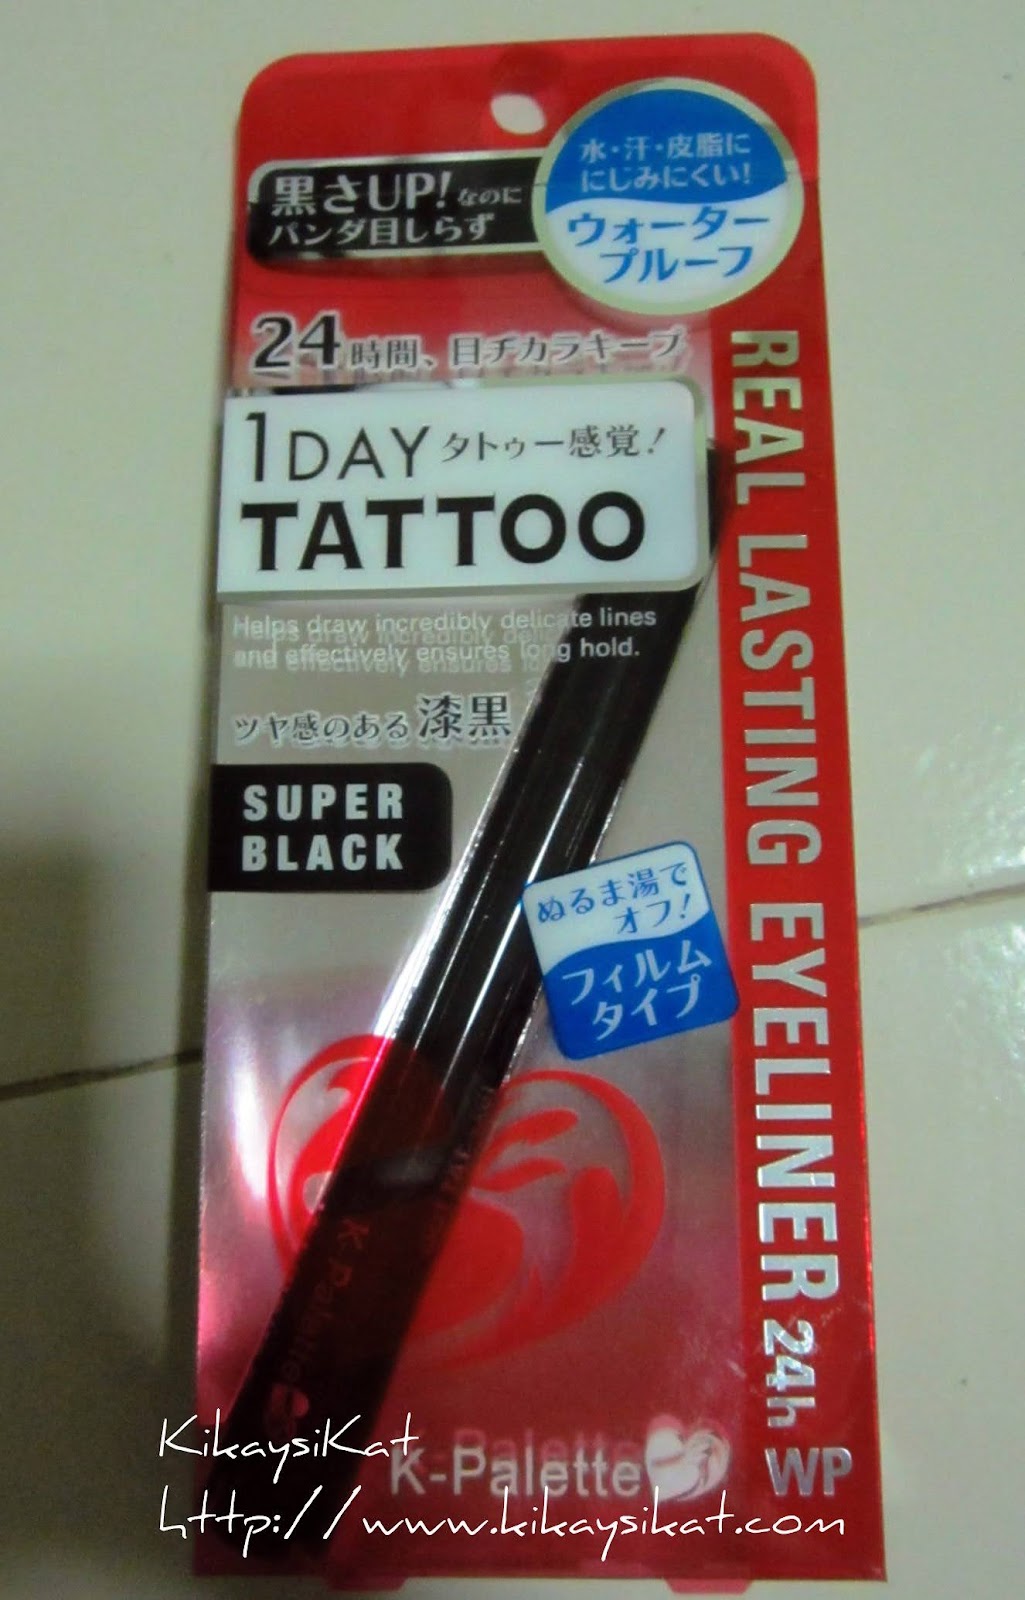 黒さUP!なのに
パンダ目しらず
水・汗・皮脂に
にじみにくい!
ウォーター
プルーフ
24時間、目ヂカラキープ
1DAY タトゥー感覚!
TATTOO
Helps draw incredibly delicate lines
and effectively ensures long hold.
ツヤ感のある漆黒
SUPER
BLACK
ぬるま湯で
オフ!
フィルム
タイプ
REAL LASTING EYELINER 24h WP
K-Palette
K-Palette
KikaysiKat
http://www.kikaysikat.com